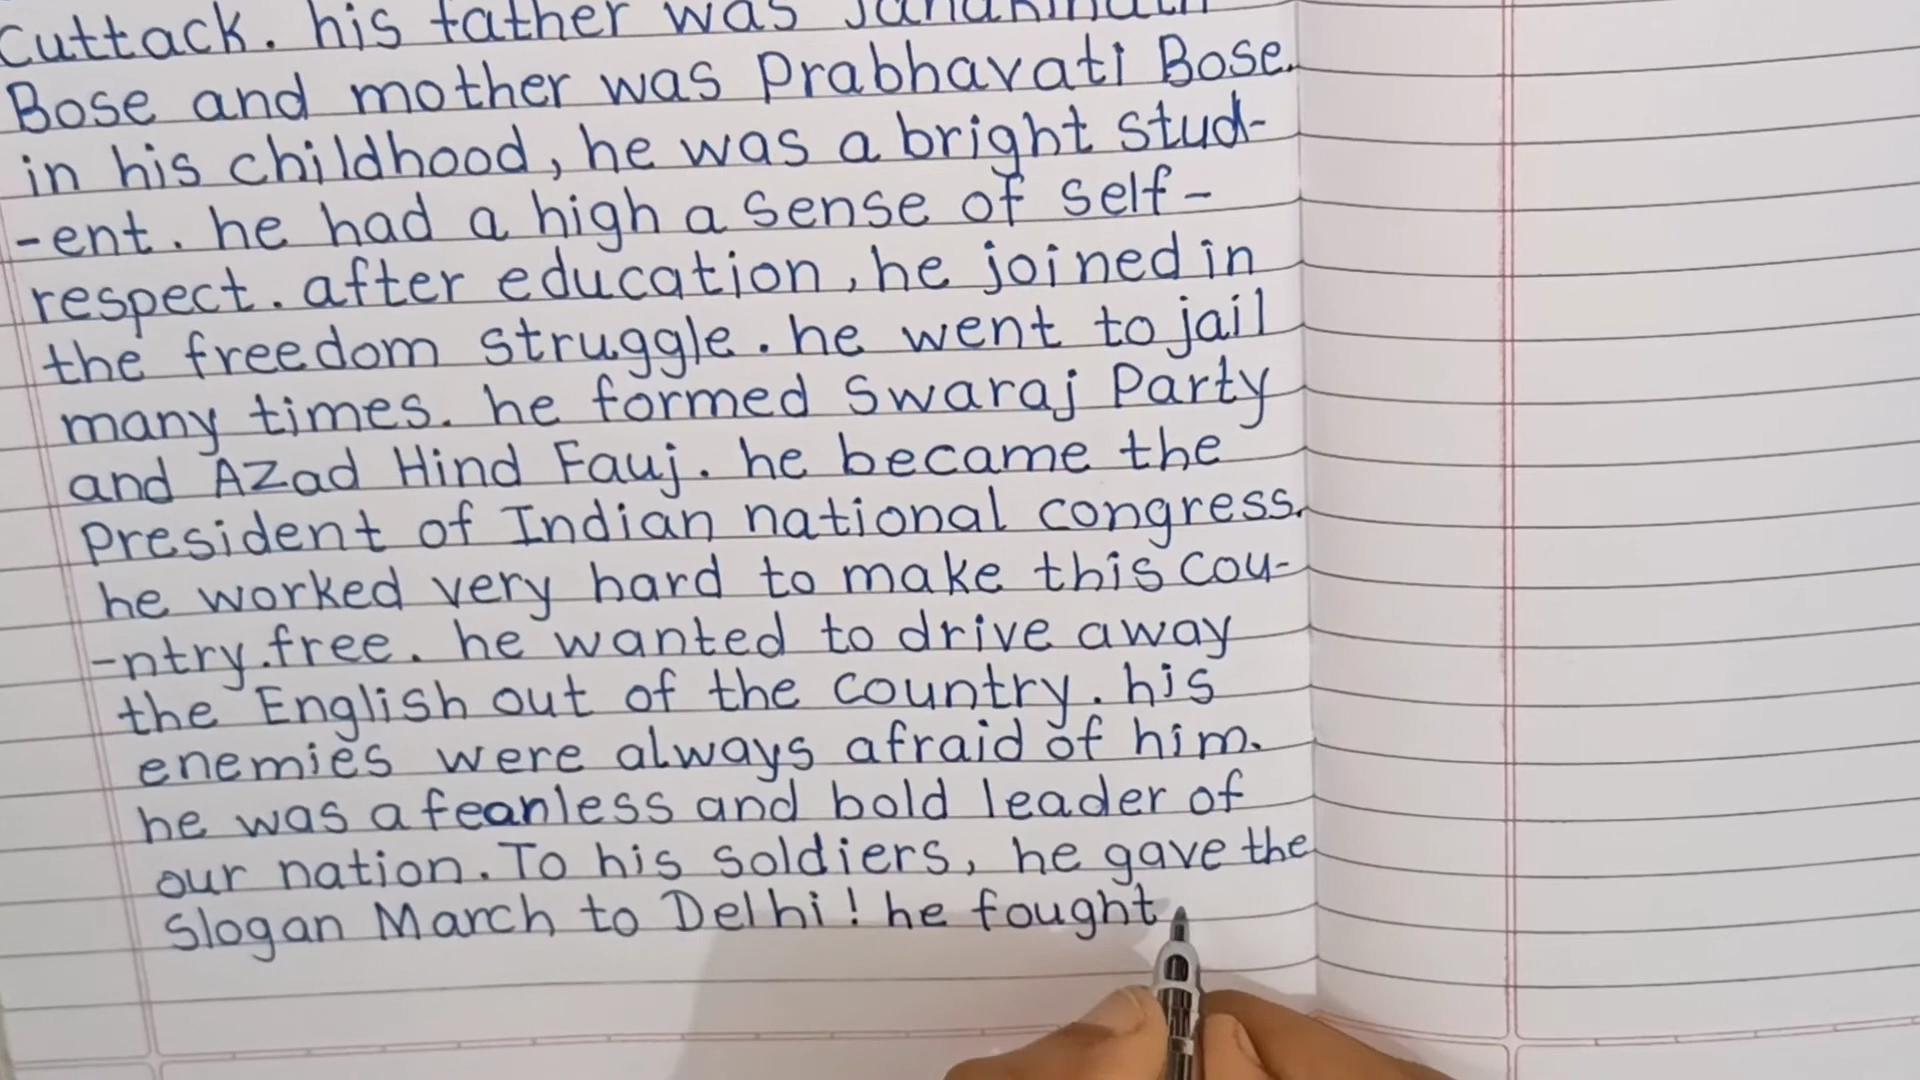 Cuttack. his father was Janakinath
Bose and mother was Prabhavati Bose.
in his childhood, he was a bright stud-
-ent. he had a high a sense of self-
respect. after education, he joined in
the freedom struggle. he went to jail
many times. he formed Swaraj Party
and Azad Hind Fauj. he became the
President of Indian national congress.
he worked very hard to make this cou-
-ntry.free. he wanted to drive away
the English out of the country. his
enemies were always afraid of him.
he was a feanless and bold leader of
our nation. To his soldiers, he gave the
Slogan March to Delhi! he fought